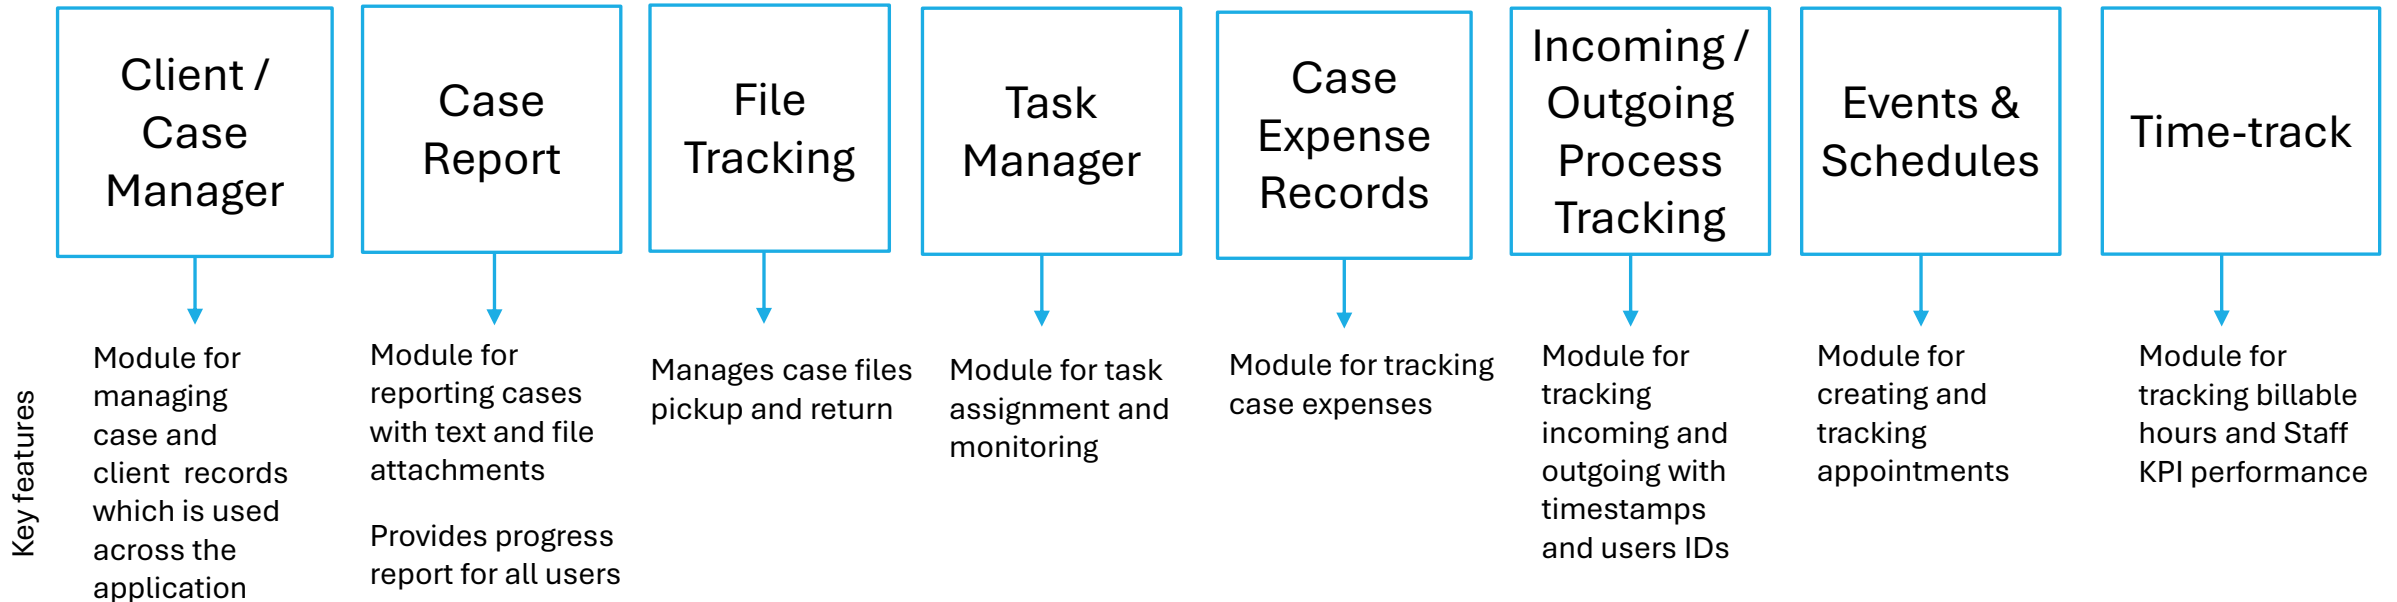 Client /
Case
Manager
Case
Report
File
Tracking
Task
Manager
Case
Expense
Records
Incoming /
Outgoing
Process
Tracking
Events &
Schedules
Time-track
Key features
Module for
managing
case and
client  records
which is used
across the
application
Module for
reporting cases
with text and file
attachments
Provides progress
report for all users
Manages case files
pickup and return
Module for task
assignment and
monitoring
Module for tracking
case expenses
Module for
tracking
incoming and
outgoing with
timestamps
and users IDs
Module for
creating and
tracking
appointments
Module for
tracking billable
hours and Staff
KPI performance